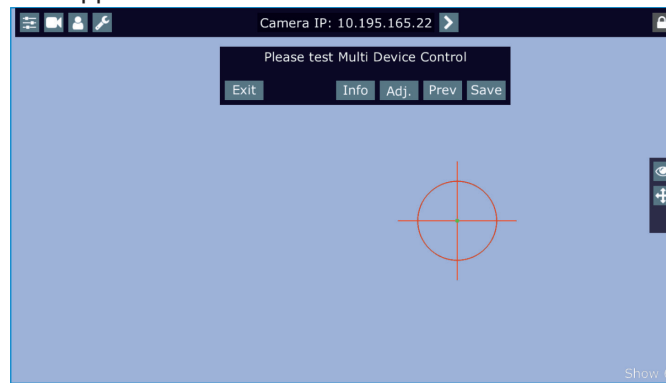 Camera IP: 10.195.165.22
Please test Multi Device Control
Exit Info Adj. Prev Save
Show